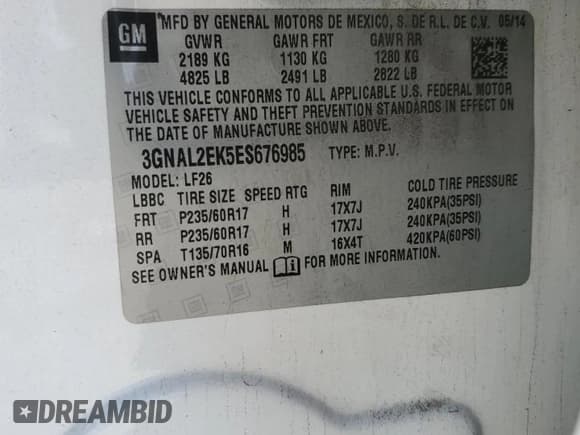 GM
MFD BY GENERAL MOTORS DE MEXICO, S. DE R.L. DE C.V. 05/14
GVWR GAWR FRT GAWR RR
2189 KG 1130 KG 1280 KG
4825 LB 2491 LB 2822 LB
THIS VEHICLE CONFORMS TO ALL APPLICABLE U.S. FEDERAL MOTOR
VEHICLE SAFETY AND THEFT PREVENTION STANDARDS IN EFFECT ON
THE DATE OF MANUFACTURE SHOWN ABOVE.
3GNAL2EK5ES676985 TYPE: M.P.V.
MODEL: LF26
LBBC TIRE SIZE SPEED RTG RIM COLD TIRE PRESSURE
FRT P235/60R17 H 17X7J 240KPA(35PSI)
RR P235/60R17 H 17X7J 240KPA(35PSI)
SPA T135/70R16 M 16X4T 420KPA(60PSI)
SEE OWNER'S MANUAL FOR MORE INFORMATION.
DREAMBID